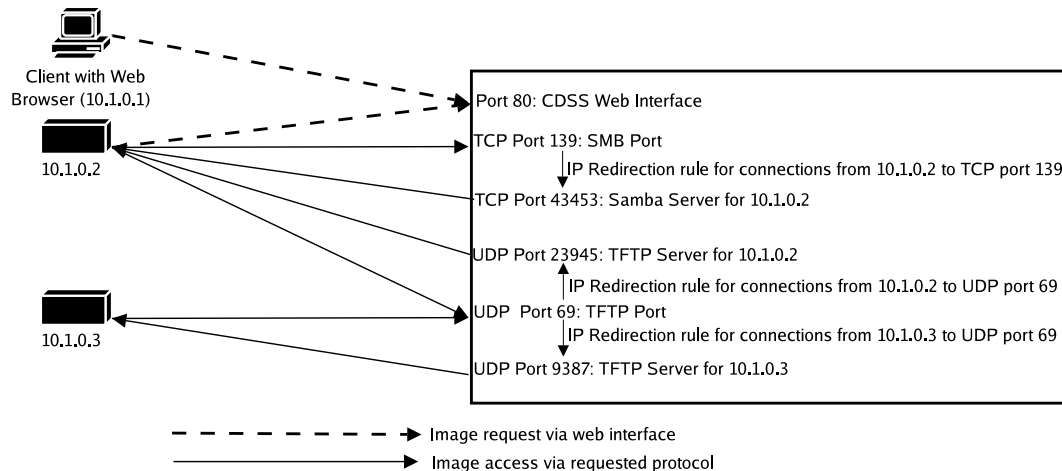 Client with Web
Browser (10.1.0.1)
10.1.0.2
10.1.0.3
Port 80: CDSS Web Interface
TCP Port 139: SMB Port
IP Redirection rule for connections from 10.1.0.2 to TCP port 139
TCP Port 43453: Samba Server for 10.1.0.2
UDP Port 23945: TFTP Server for 10.1.0.2
IP Redirection rule for connections from 10.1.0.2 to UDP port 69
UDP Port 69: TFTP Port
IP Redirection rule for connections from 10.1.0.3 to UDP port 69
UDP Port 9387: TFTP Server for 10.1.0.3
Image request via web interface
Image access via requested protocol